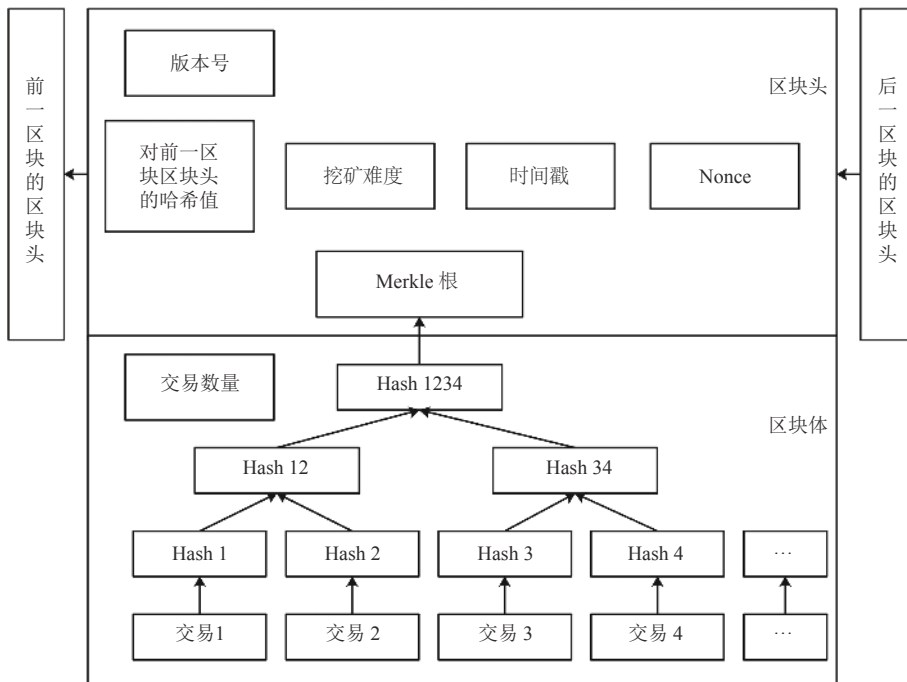 前一区块的区块头
版本号
区块头
后一区块的区块头
对前一区
块区块头
的哈希值
挖矿难度
时间戳
Nonce
Merkle 根
交易数量
Hash 1234
区块体
Hash 12
Hash 34
Hash 1
Hash 2
Hash 3
Hash 4
…
交易1
交易 2
交易 3
交易 4
…